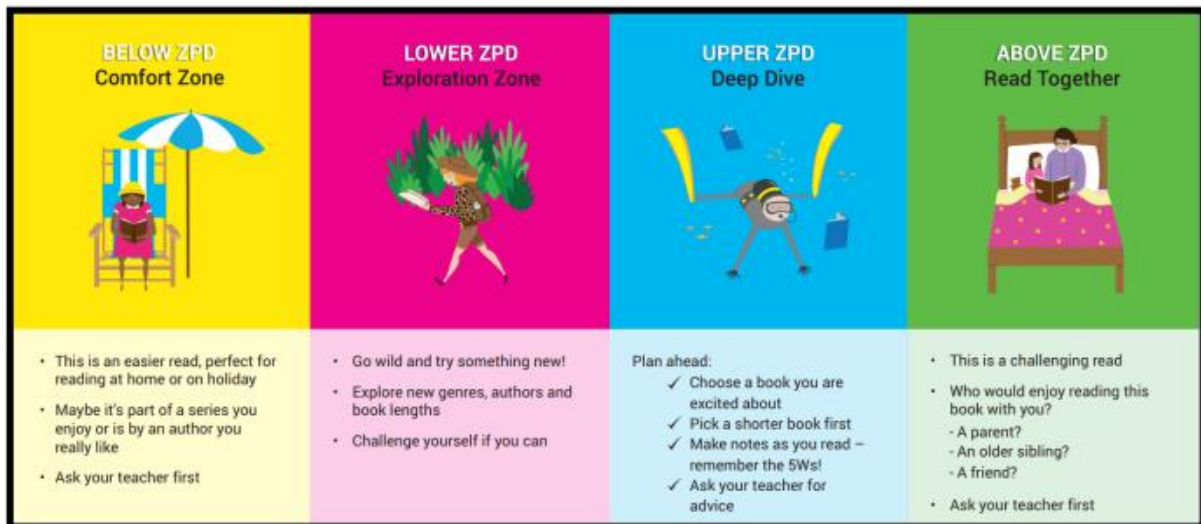 BELOW ZPD
Comfort Zone
• This is an easier read, perfect for
reading at home or on holiday
• Maybe it's part of a series you
enjoy or is by an author you
really like
• Ask your teacher first
LOWER ZPD
Exploration Zone
• Go wild and try something new!
• Explore new genres, authors and
book lengths
• Challenge yourself if you can
UPPER ZPD
Deep Dive
Plan ahead:
✓ Choose a book you are
excited about
✓ Pick a shorter book first
✓ Make notes as you read –
remember the 5Ws!
✓ Ask your teacher for
advice
ABOVE ZPD
Read Together
• This is a challenging read
• Who would enjoy reading this
book with you?
- A parent?
- An older sibling?
- A friend?
• Ask your teacher first